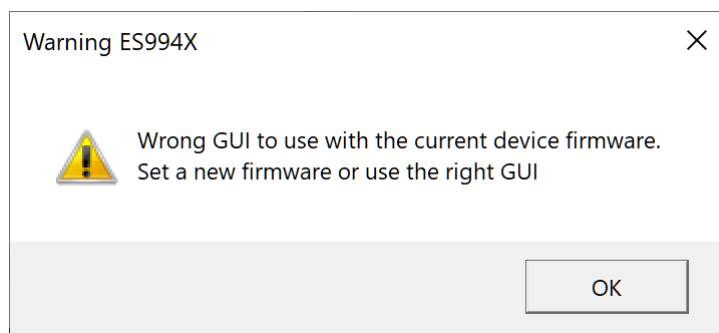 Warning ES994X
Wrong GUI to use with the current device firmware.
Set a new firmware or use the right GUI
OK